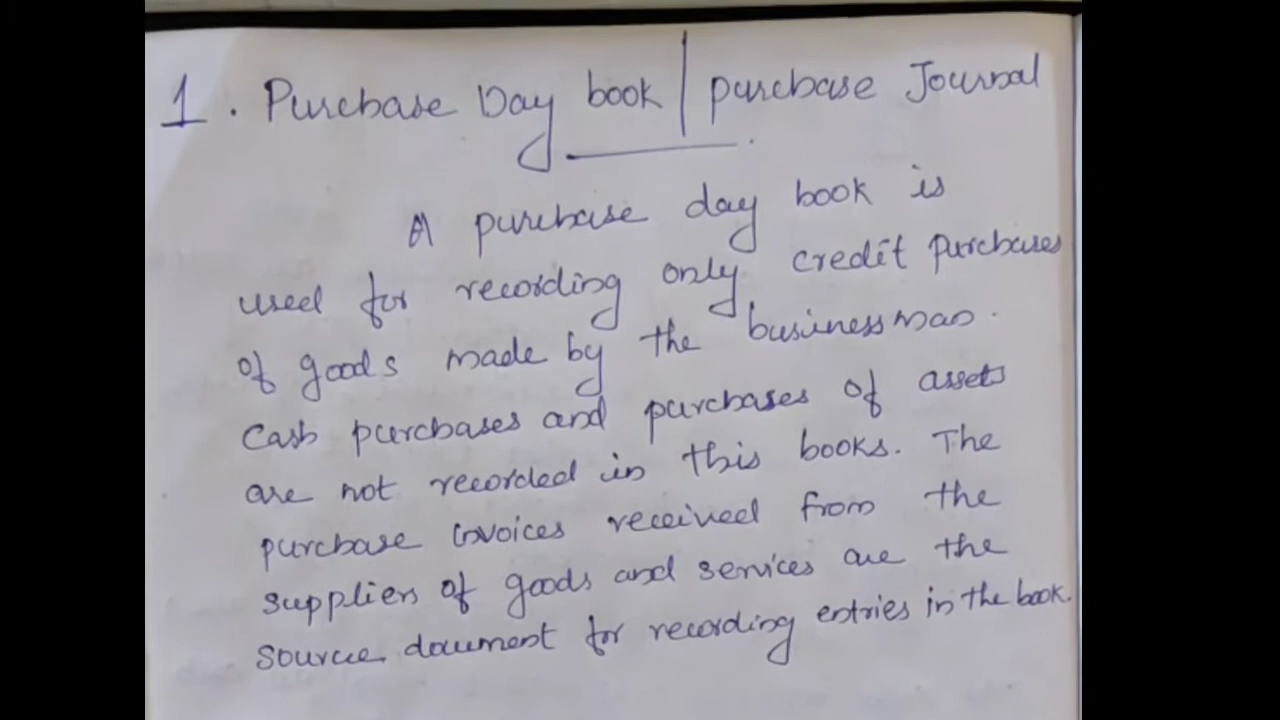 1. Purchase Day book | purchase Journal
A purchase day book is
used for recording only credit purchases
of goods made by the businessman.
Cash purchases and purchases of assets
are not recorded in this books. The
purchase invoices received from the
suppliers of goods and services are the
source document for recording entries in the book.